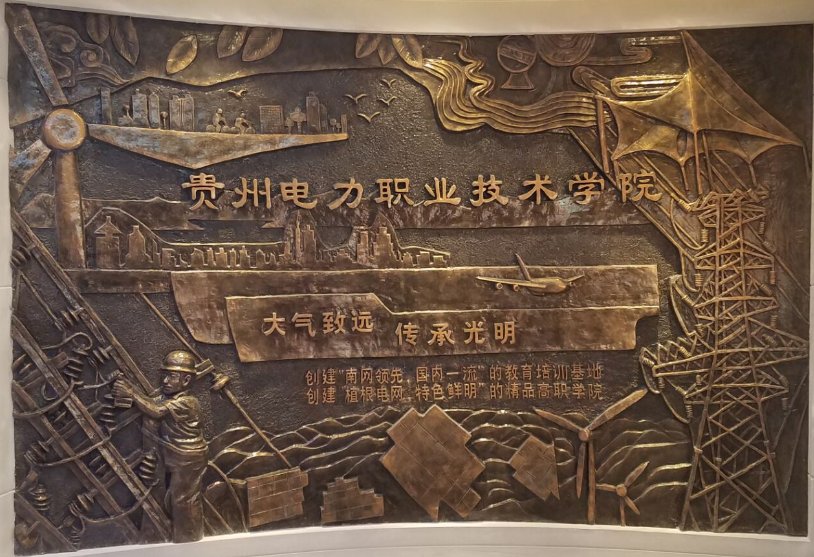 贵州电力职业技术学院
大气致远 传承光明
创建"南网领先，国内一流"的教育培训基地
创建"植根电网，特色鲜明"的精品高职学院